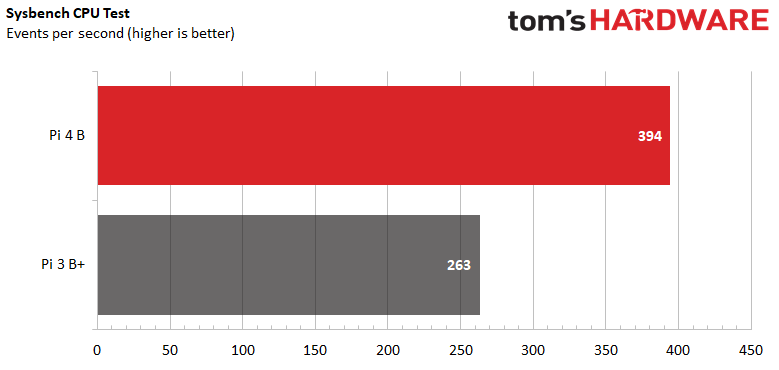 Sysbench CPU Test
Events per second (higher is better)
tom's HARDWARE
Pi 4 B
394
Pi 3 B+
263
0 50 100 150 200 250 300 350 400 450